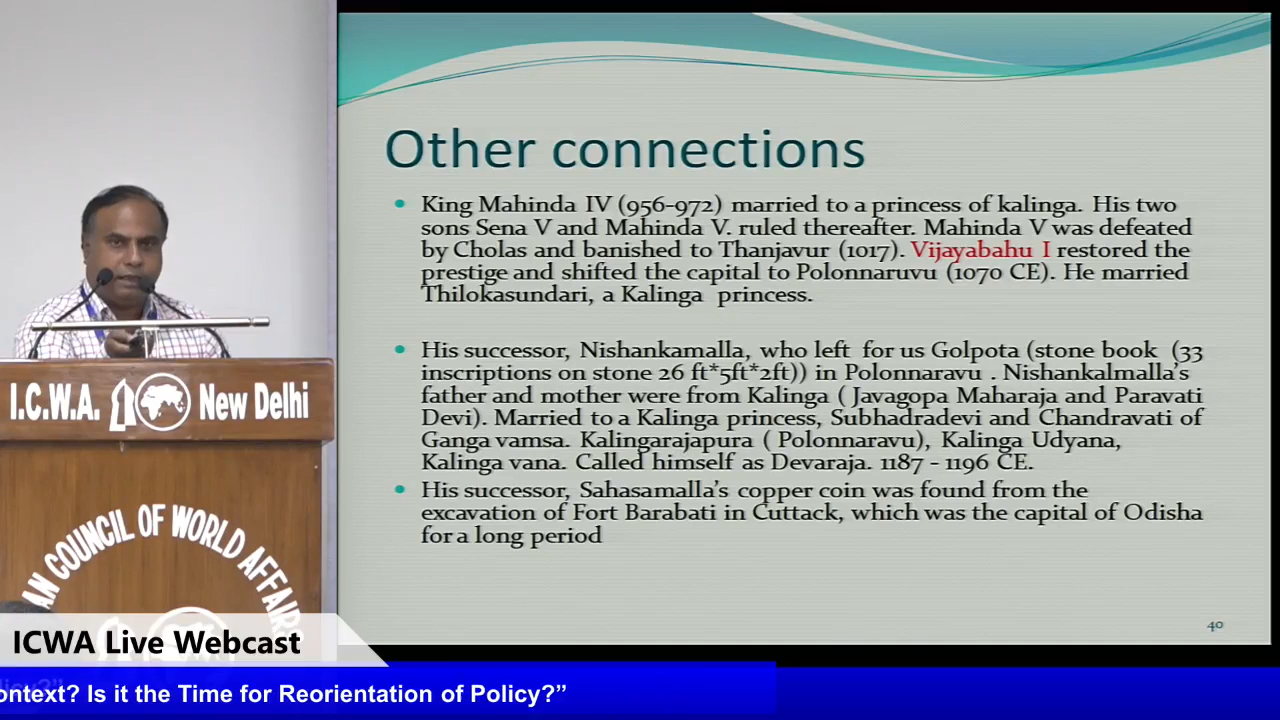 Other connections
• King Mahinda IV (956-972) married to a princess of kalinga. His two
sons Sena V and Mahinda V. ruled thereafter. Mahinda V was defeated
by Cholas and banished to Thanjavur (1017). Vijayabahu I restored the
prestige and shifted the capital to Polonnaruvu (1070 CE). He married
Thilokasundari, a Kalinga princess.
• His successor, Nishankamalla, who left for us Golpota (stone book (33
inscriptions on stone 26 ft*5ft*2ft)) in Polonnaravu . Nishankalmalla's
father and mother were from Kalinga ( Javagopa Maharaja and Paravati
Devi). Married to a Kalinga princess, Subhadradevi and Chandravati of
Ganga vamsa. Kalingarajapura ( Polonnaravu), Kalinga Udyana,
Kalinga vana. Called himself as Devaraja. 1187 - 1196 CE.
• His successor, Sahasamalla's copper coin was found from the
excavation of Fort Barabati in Cuttack, which was the capital of Odisha
for a long period
40
I.C.W.A. New Delhi
AN COUNCIL OF WORLD AFFAIRS
ICWA Live Webcast
ontext? Is it the Time for Reorientation of Policy?”